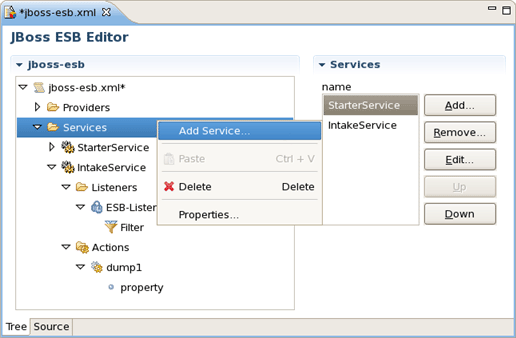 *jboss-esb.xml
JBoss ESB Editor
jboss-esb
jboss-esb.xml*
Providers
Services
StarterService
IntakeService
Listeners
ESB-Listen
Filter
Actions
dump1
property
Add Service...
Paste Ctrl + V
Delete Delete
Properties...
Services
name
StarterService
IntakeService
Add...
Remove...
Edit...
Up
Down
Tree Source